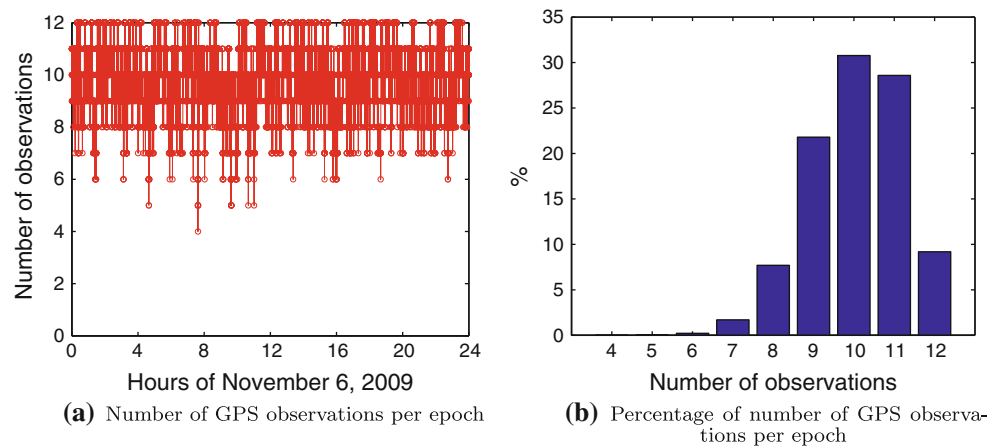 12
10
8
6
4
2
0
Number of observations
0 4 8 12 16 20 24
Hours of November 6, 2009
(a) Number of GPS observations per epoch
35
30
25
20
15
10
5
0
%
4 5 6 7 8 9 10 11 12
Number of observations
(b) Percentage of number of GPS observa-
tions per epoch